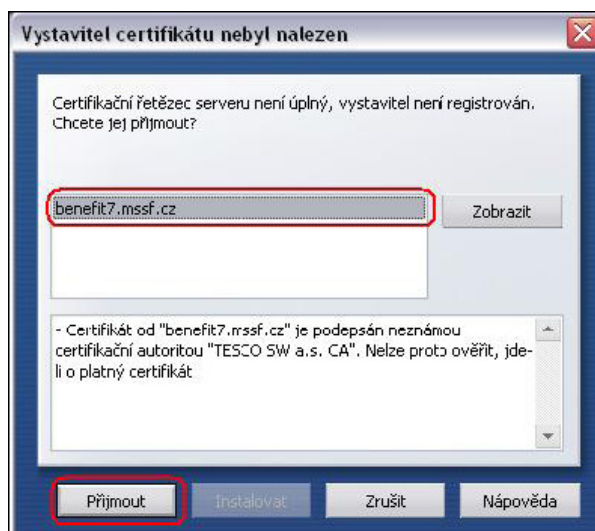 Vystavitel certifikátu nebyl nalezen
Certifikační řetězec serveru není úplný, vystavitel není registrován.
Chcete jej přijmout?
benefit7.mssf.cz
Zobrazit
- Certifikát od "benefit7.mssf.cz" je podepsán neznámou
certifikační autoritou "TESCO SW a.s. CA". Nelze proto ověřit, jde-
li o platný certifikát
Přijmout
Instalovat
Zrušit
Nápověda